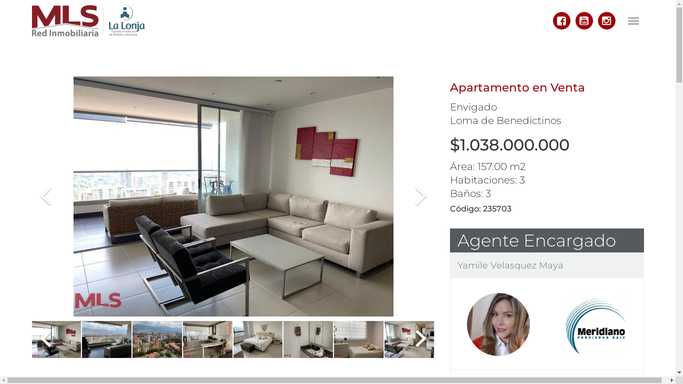 MLS
Red Inmobiliaria
La Lonja
Apartamento en Venta
Envigado
Loma de Benedictinos
$1.038.000.000
Área: 157.00 m2
Habitaciones: 3
Baños: 3
Código: 235703
MLS
Agente Encargado
Yamile Velasquez Maya
Meridiano